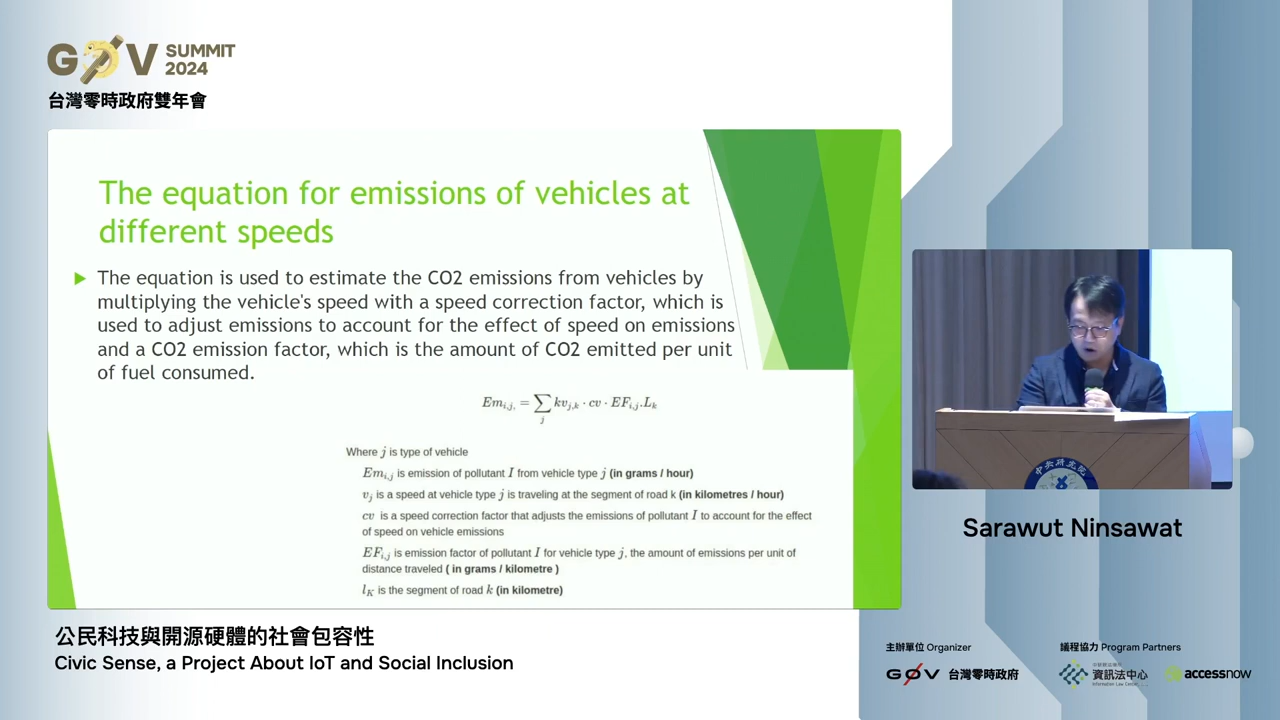 G0V SUMMIT 2024
台灣零時政府雙年會
The equation for emissions of vehicles at
different speeds
The equation is used to estimate the CO2 emissions from vehicles by
multiplying the vehicle's speed with a speed correction factor, which is
used to adjust emissions to account for the effect of speed on emissions
and a CO2 emission factor, which is the amount of CO2 emitted per unit
of fuel consumed.
Em_{i,j,} = ∑_j kv_{j,k} · cv · EF_{i,j}.L_k
Where j is type of vehicle
Em_{i,j} is emission of pollutant I from vehicle type j (in grams / hour)
v_j is a speed at vehicle type j is traveling at the segment of road k (in kilometres / hour)
cv is a speed correction factor that adjusts the emissions of pollutant I to account for the effect
of speed on vehicle emissions
EF_{i,j} is emission factor of pollutant I for vehicle type j, the amount of emissions per unit of
distance traveled ( in grams / kilometre )
l_K is the segment of road k (in kilometre)
中央研究院
Sarawut Ninsawat
公民科技與開源硬體的社會包容性
Civic Sense, a Project About IoT and Social Inclusion
主辦單位 Organizer
G0V 台灣零時政府
議程協力 Program Partners
資訊法中心
Information Law Center
accessnow